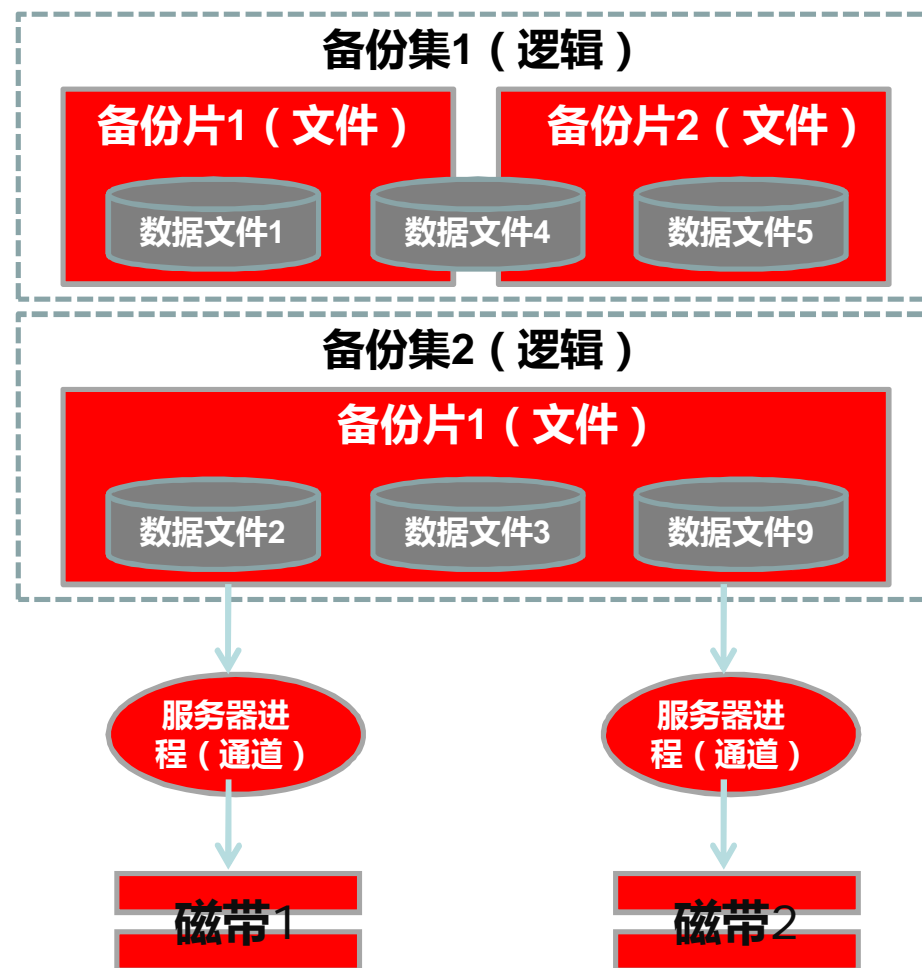 备份集1（逻辑）
备份片1（文件）
备份片2（文件）
数据文件1
数据文件4
数据文件5
备份集2（逻辑）
备份片1（文件）
数据文件2
数据文件3
数据文件9
服务器进
程（通道）
服务器进
程（通道）
磁带1
磁带2